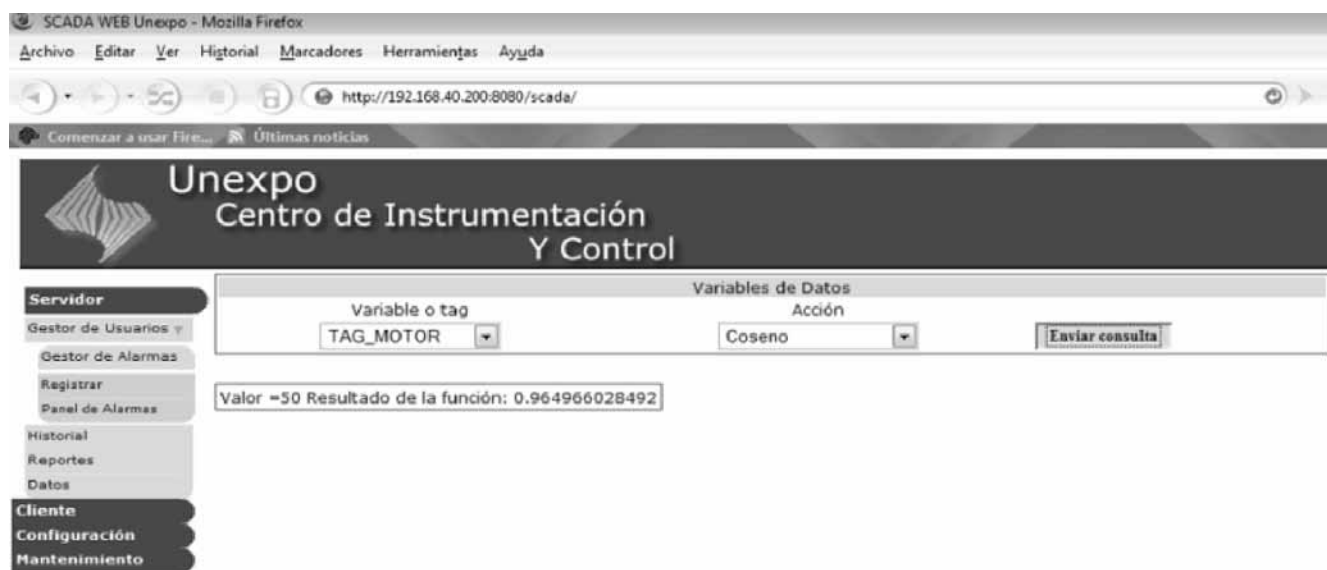 SCADA WEB Unexpo - Mozilla Firefox
Archivo Editar Ver Historial Marcadores Herramientas Ayuda
http://192.168.40.200:8080/scada/
Comenzar a usar Fire... Últimas noticias
Unexpo
Centro de Instrumentación
Y Control
Servidor
Gestor de Usuarios
Gestor de Alarmas
Registrar
Panel de Alarmas
Historial
Reportes
Datos
Cliente
Configuración
Mantenimiento
Variables de Datos
Variable o tag Acción
TAG_MOTOR Coseno Enviar consulta
Valor =50 Resultado de la función: 0.964966028492